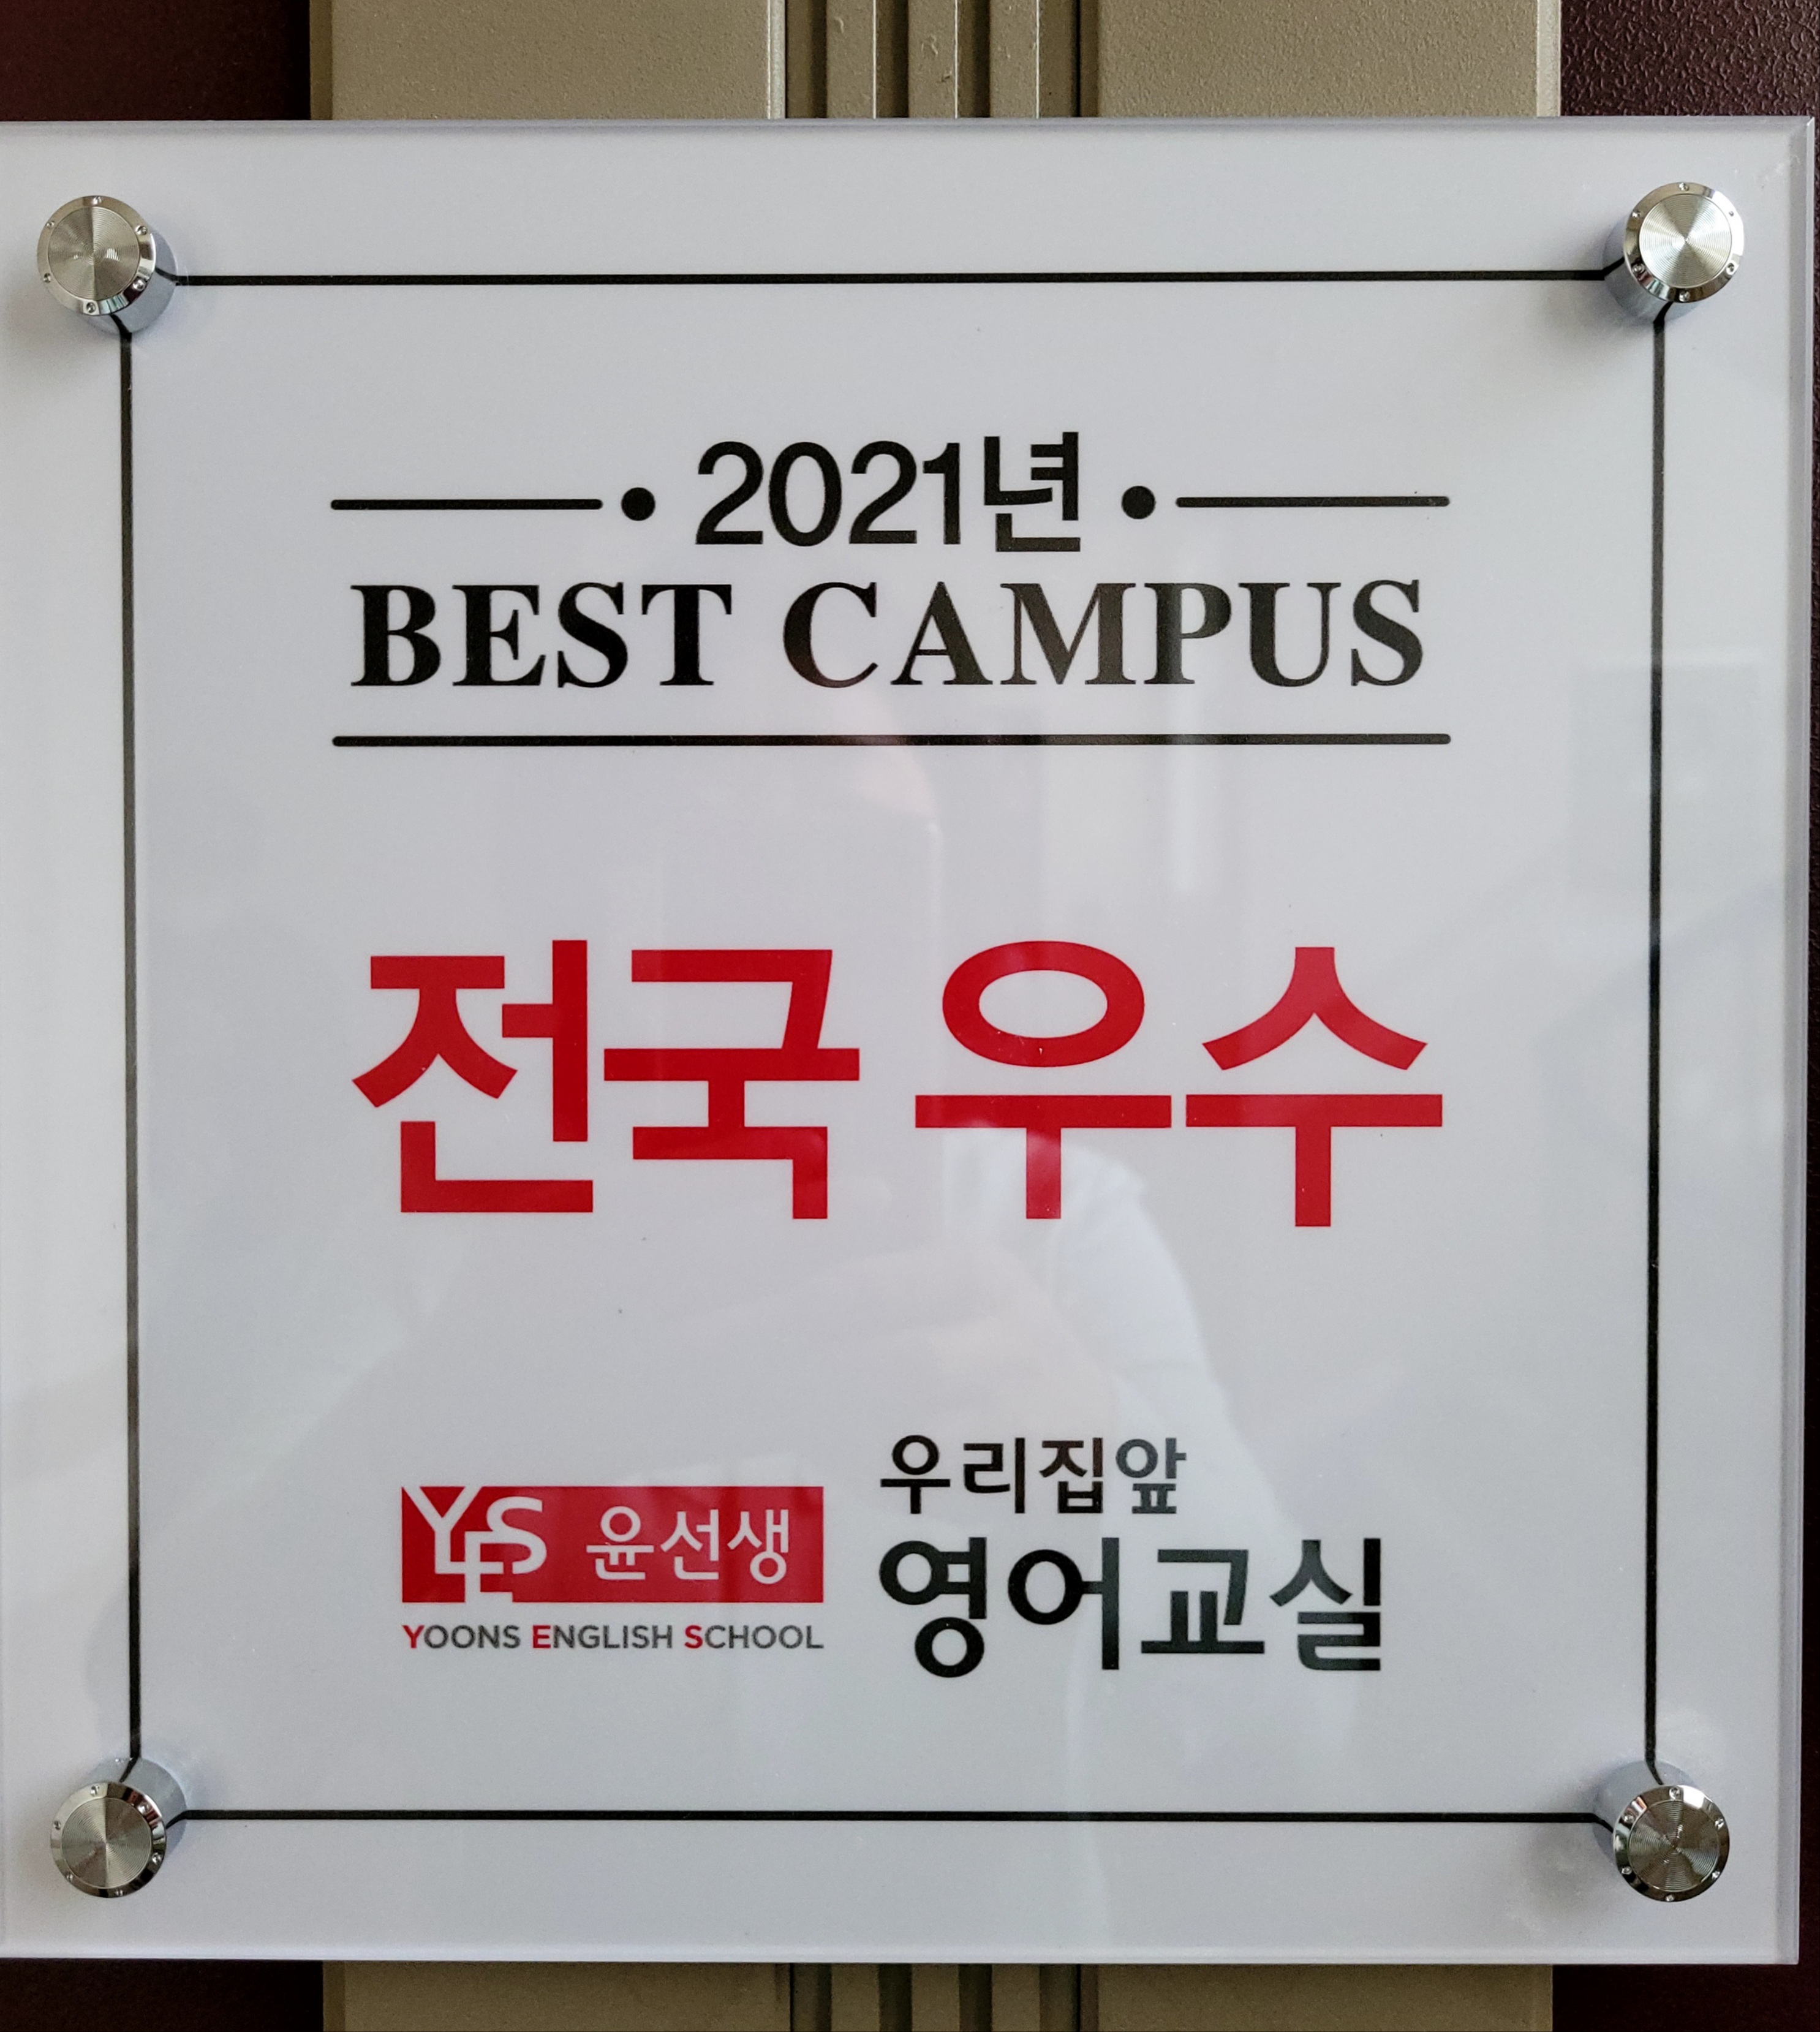 2021년
BEST CAMPUS
전국 우수
YES 윤선생
YOONS ENGLISH SCHOOL
우리집앞
영어교실